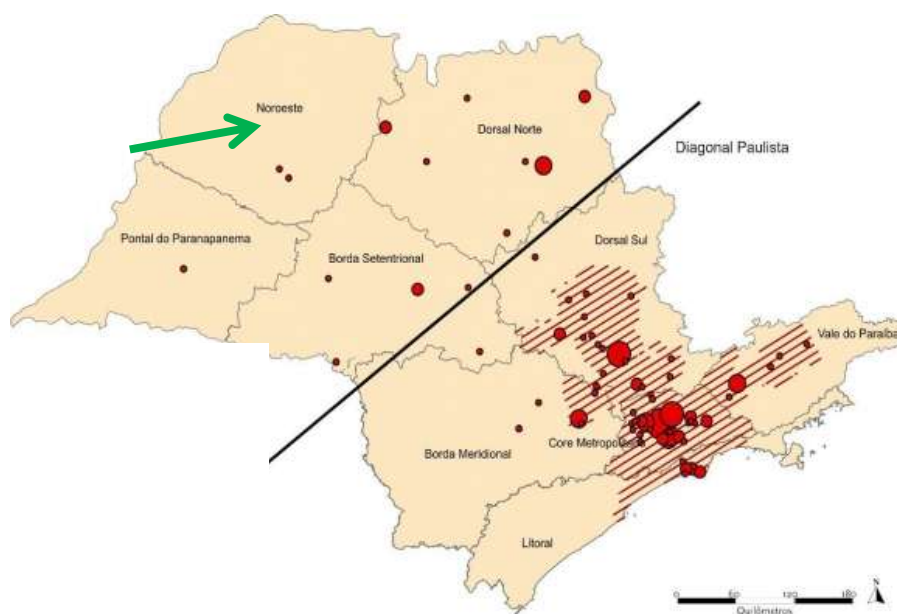 Noroeste
Dorsal Norte
Diagonal Paulista
Pontal do Paranapanema
Borda Setentrional
Dorsal Sul
Vale do Paraíba
Core Metropolitano
Borda Meridional
Litoral
0 60 120 180
Quilômetros
N